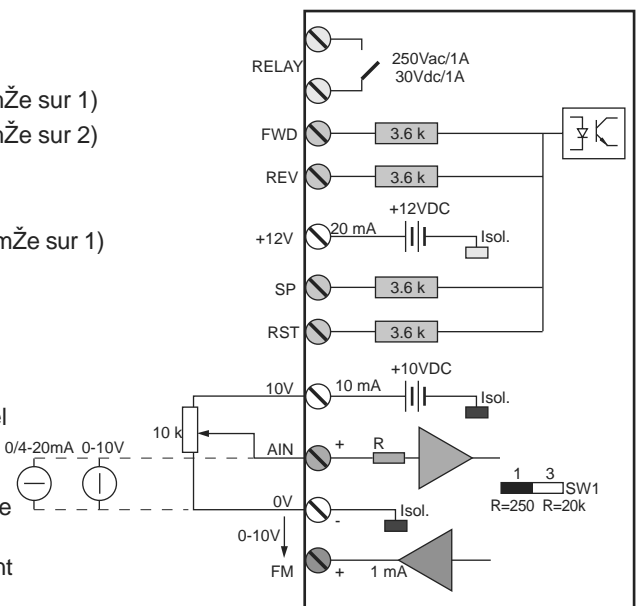 250Vac/1A
RELAY
30Vdc/1A
mŽe sur 1)
mŽe sur 2)
FWD 3.6 k
REV 3.6 k
+12VDC
mŽe sur 1)
+12V 20 mA Isol.
SP 3.6 k
RST 3.6 k
+10VDC
10V 10 mA Isol.
el
10 k
0/4-20mA 0-10V AIN + R
1 3
SW1
R=250 R=20k
e
0V - Isol.
0-10V
nt
FM + 1 mA